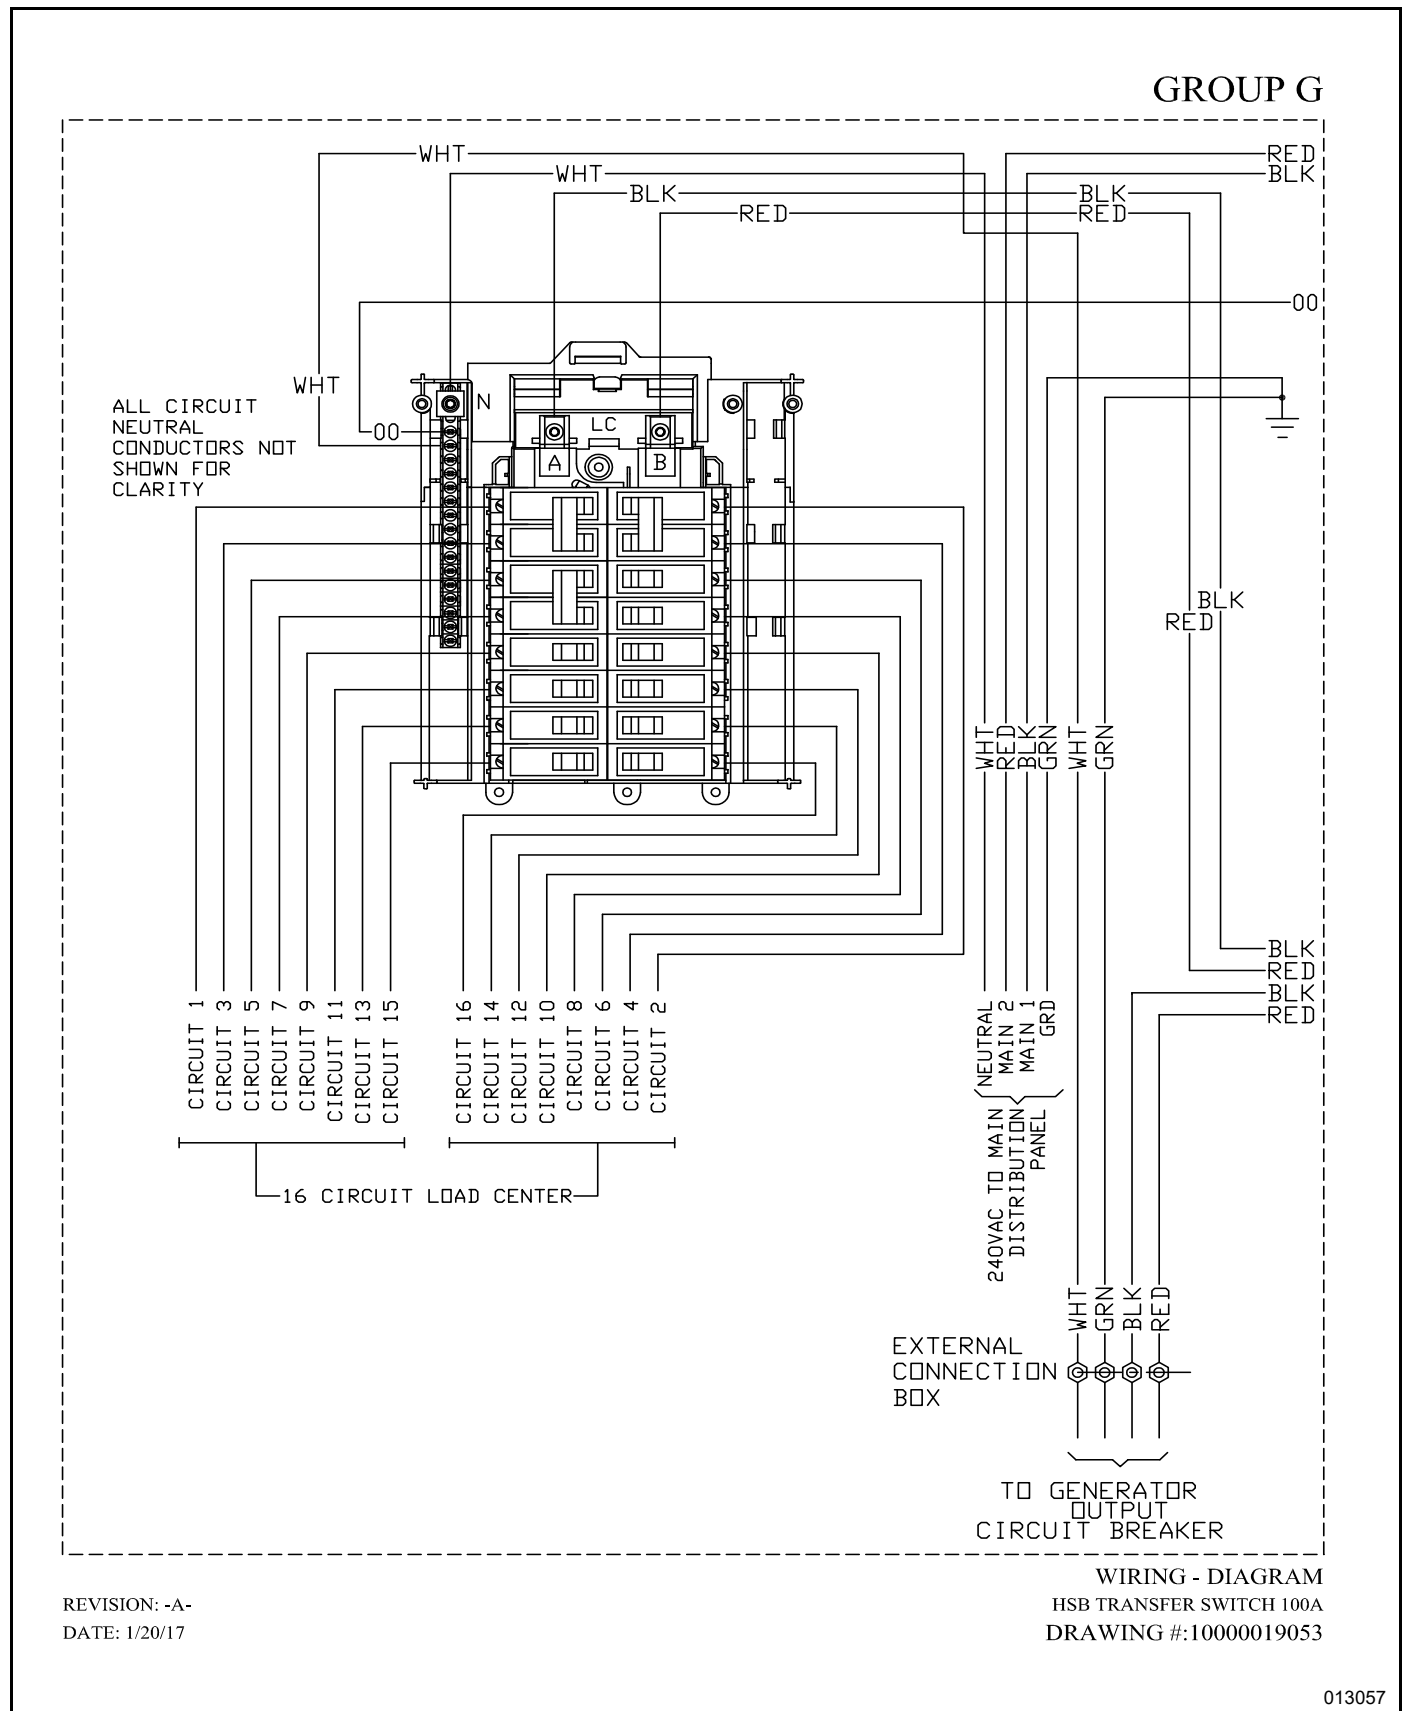 GROUP G
WHT
RED
WHT
BLK
BLK
BLK
RED
RED
00
WHT
N
ALL CIRCUIT
NEUTRAL
CONDUCTORS NOT
SHOWN FOR
CLARITY
00
LC
A
B
BLK
RED
WHT
RED
BLK
GRN
WHT
GRN
BLK
RED
BLK
RED
CIRCUIT 1
CIRCUIT 3
CIRCUIT 5
CIRCUIT 7
CIRCUIT 9
CIRCUIT 11
CIRCUIT 13
CIRCUIT 15
CIRCUIT 16
CIRCUIT 14
CIRCUIT 12
CIRCUIT 10
CIRCUIT 8
CIRCUIT 6
CIRCUIT 4
CIRCUIT 2
NEUTRAL
MAIN 2
MAIN 1
GRD
240VAC TO MAIN
DISTRIBUTION
PANEL
16 CIRCUIT LOAD CENTER
WHT
GRN
BLK
RED
EXTERNAL
CONNECTION
BOX
TO GENERATOR
OUTPUT
CIRCUIT BREAKER
WIRING - DIAGRAM
REVISION: -A-
HSB TRANSFER SWITCH 100A
DATE: 1/20/17
DRAWING #:10000019053
013057